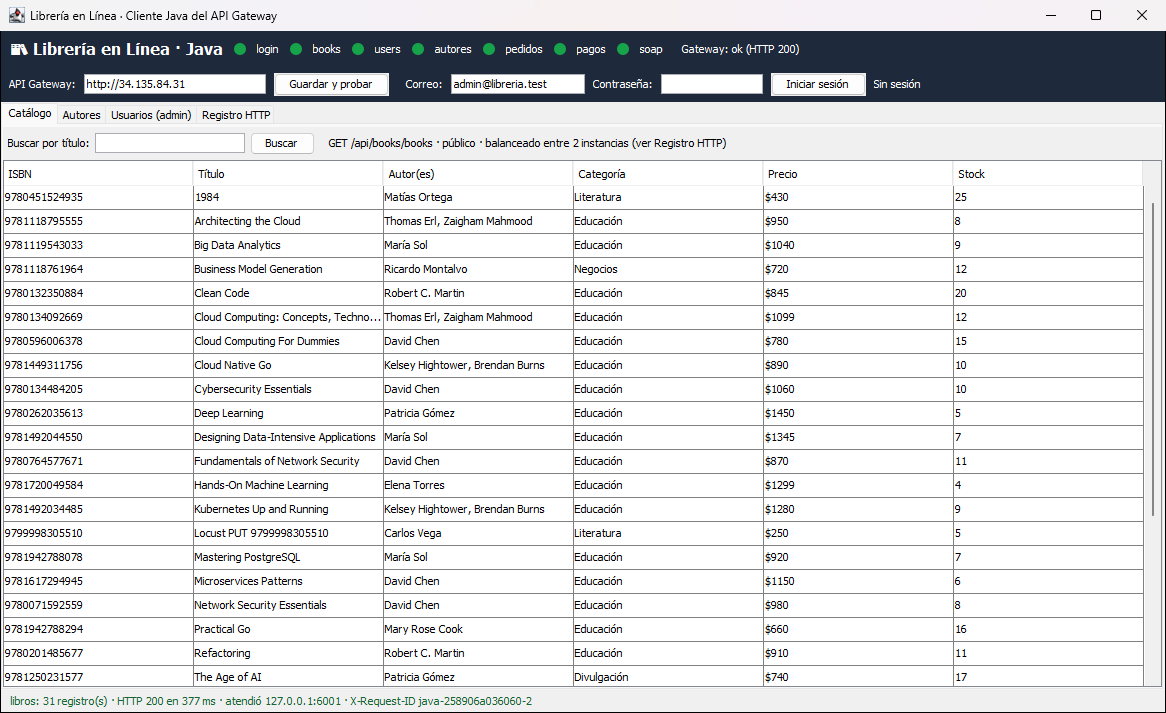 Librería en Línea · Cliente Java del API Gateway
Librería en Línea · Java login books users autores pedidos pagos soap Gateway: ok (HTTP 200)
API Gateway: http://34.135.84.31 Guardar y probar Correo: admin@libreria.test Contraseña: Iniciar sesión Sin sesión
Catálogo Autores Usuarios (admin) Registro HTTP
Buscar por título: Buscar GET /api/books/books · público · balanceado entre 2 instancias (ver Registro HTTP)
ISBN Título Autor(es) Categoría Precio Stock
9780451524935 1984 Matías Ortega Literatura $430 25
9781118795555 Architecting the Cloud Thomas Erl, Zaigham Mahmood Educación $950 8
9781119543033 Big Data Analytics María Sol Educación $1040 9
9781118761964 Business Model Generation Ricardo Montalvo Negocios $720 12
9780132350884 Clean Code Robert C. Martin Educación $845 20
9780134092669 Cloud Computing: Concepts, Techno... Thomas Erl, Zaigham Mahmood Educación $1099 12
9780596006378 Cloud Computing For Dummies David Chen Educación $780 15
9781449311756 Cloud Native Go Kelsey Hightower, Brendan Burns Educación $890 10
9780134484205 Cybersecurity Essentials David Chen Educación $1060 10
9780262035613 Deep Learning Patricia Gómez Educación $1450 5
9781492044550 Designing Data-Intensive Applications María Sol Educación $1345 7
9780764577671 Fundamentals of Network Security David Chen Educación $870 11
9781720049584 Hands-On Machine Learning Elena Torres Educación $1299 4
9781492034485 Kubernetes Up and Running Kelsey Hightower, Brendan Burns Educación $1280 9
9799998305510 Locust PUT 9799998305510 Carlos Vega Literatura $250 5
9781942788078 Mastering PostgreSQL María Sol Educación $920 7
9781617294945 Microservices Patterns David Chen Educación $1150 6
9780071592559 Network Security Essentials David Chen Educación $980 8
9781942788294 Practical Go Mary Rose Cook Educación $660 16
9780201485677 Refactoring Robert C. Martin Educación $910 11
9781250231577 The Age of AI Patricia Gómez Divulgación $740 17
libros: 31 registro(s) · HTTP 200 en 377 ms · atendió 127.0.0.1:6001 · X-Request-ID java-258906a036060-2